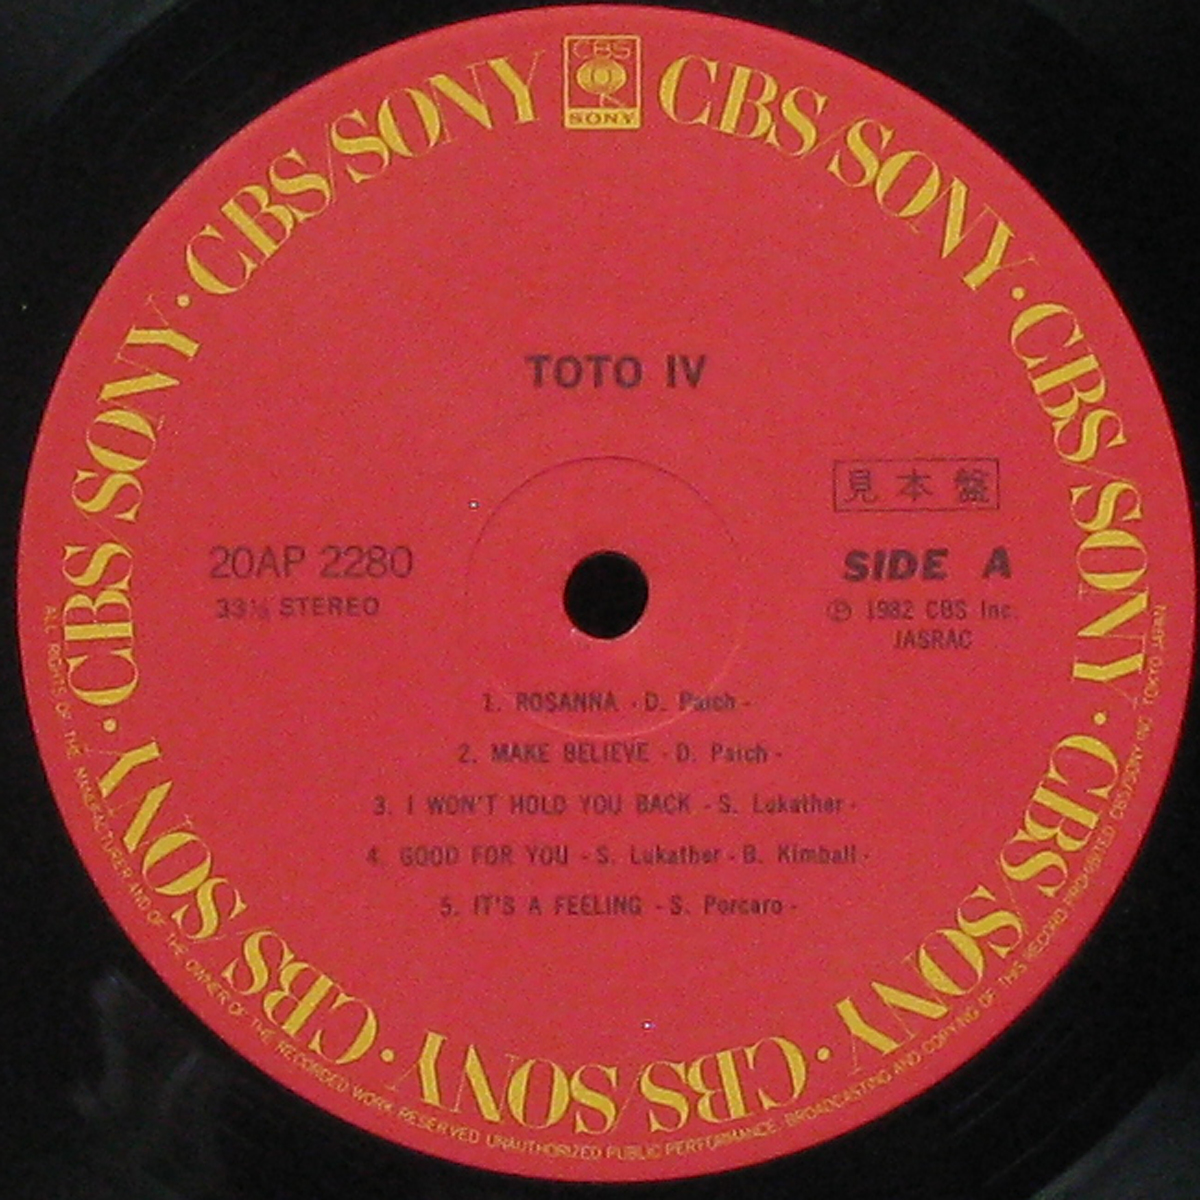 CBS
SONY
CBS/SONY · CBS/SONY · CBS/SONY · CBS/SONY · CBS/SONY · CBS/SONY · CBS/SONY · CBS/SONY
TOTO IV
見本盤
20AP 2280
SIDE A
33⅓ STEREO
Ⓟ 1982 CBS Inc.
JASRAC
1. ROSANNA - D. Paich -
2. MAKE BELIEVE - D. Paich -
3. I WON'T HOLD YOU BACK - S. Lukather -
4. GOOD FOR YOU - S. Lukather - B. Kimball -
5. IT'S A FEELING - S. Porcaro -
ALL RIGHTS OF THE MANUFACTURER AND OF THE OWNER OF THE RECORDED WORK RESERVED UNAUTHORIZED PUBLIC PERFORMANCE, BROADCASTING AND COPYING OF THIS RECORD PROHIBITED CBS/SONY INC. TOKYO JAPAN